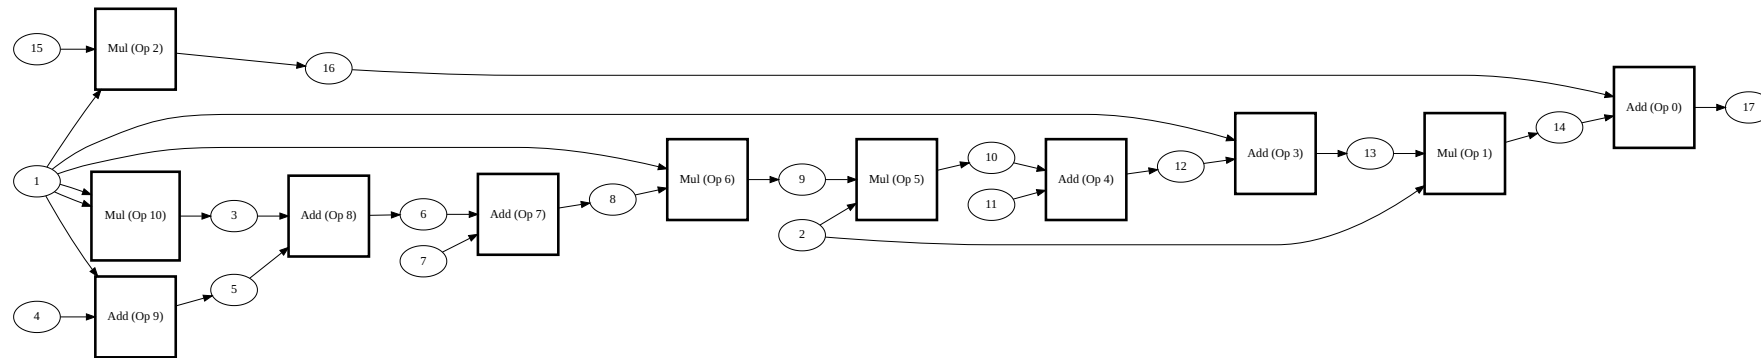 15
Mul (Op 2)
16
Add (Op 0)
17
1
Mul (Op 10)
3
Add (Op 8)
6
Add (Op 7)
7
8
Mul (Op 6)
9
2
Mul (Op 5)
10
11
Add (Op 4)
12
Add (Op 3)
13
Mul (Op 1)
14
4
Add (Op 9)
5